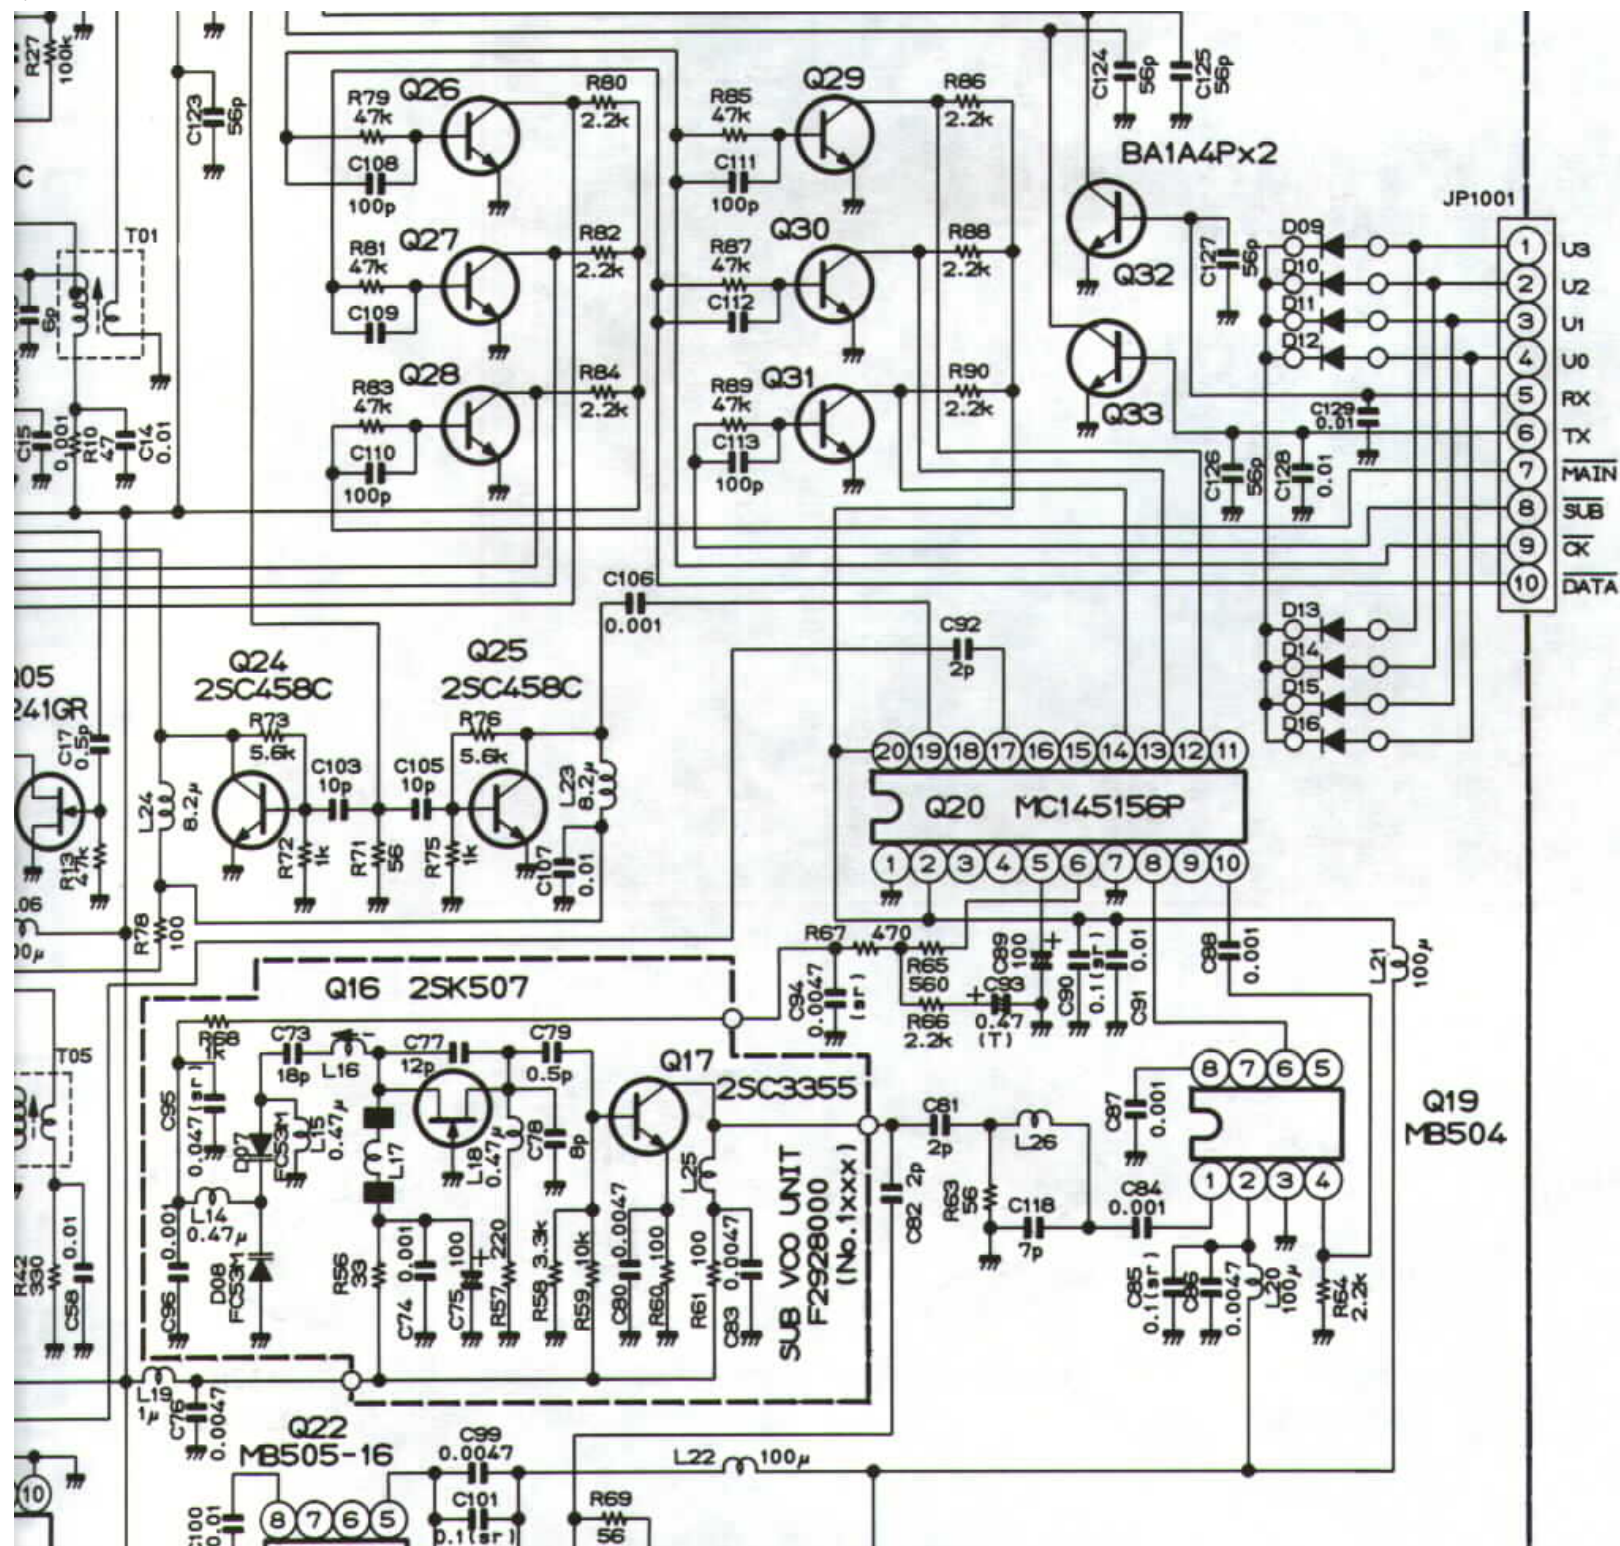 R27
100k
C123
56p
Q26
R79
47k
C108
100p
R80
2.2k
Q29
R85
47k
C111
100p
R86
2.2k
C124
56p
C125
56p
BA1A4Px2
JP1001
C
T01
6p
Q27
R81
47k
C109
R82
2.2k
Q30
R87
47k
C112
R88
2.2k
Q32
C127
56p
D09
D10
D11
D12
1 U3
2 U2
3 U1
4 U0
5 RX
6 TX
7 MAIN
8 SUB
9 CK
10 DATA
C15
0.001
R10
47
C14
0.01
Q28
R83
47k
C110
100p
R84
2.2k
Q31
R89
47k
C113
100p
R90
2.2k
Q33
C129
0.01
C126
56p
C128
0.01
C106
0.001
C92
2p
D13
D14
D15
D16
Q24
2SC458C
Q25
2SC458C
241GR
C17
0.5p
R73
5.6k
R76
5.6k
C103
10p
C105
10p
L24
8.2μ
L23
8.2μ
R13
47k
R72
1k
R71
56
R75
1k
C107
0.01
20 19 18 17 16 15 14 13 12 11
Q20 MC145156P
1 2 3 4 5 6 7 8 9 10
R78
100
R67 470
R65
560
R66
2.2k
C94
0.0047
(sr)
C89
100
+
C93
0.47
(T)
C90
0.1(sr)
C91
0.01
C88
0.001
L21
100μ
Q16 2SK507
T05
R68
1k
C73
18p
L16
C77
12p
C79
0.5p
Q17
2SC3355
C95
0.047(sr)
D07
FC53M
L15
0.47μ
L17
L18
0.47μ
C78
8p
L25
C81
2p
L26
C82 2p
R63
56
C118
7p
C84
0.001
C87
0.001
8 7 6 5
Q19
MB504
1 2 3 4
L14
0.47μ
C96 0.001
D08
FC53M
R56
33
C74 0.001
C75 100
+
R57 220
R58 3.3k
R59 10k
C80 0.0047
R60 100
R61 100
C83 0.0047
SUB VCO UNIT
F2928000
(No.1xxx)
C85
0.1(sr)
C86
0.0047
L20
100μ
R64
2.2k
R42
330
C58 0.01
L19
1μ
C76
0.0047
Q22
MB505-16
C99
0.0047
C101
0.1(sr)
L22 100μ
R69
56
10
8 7 6 5
0.01